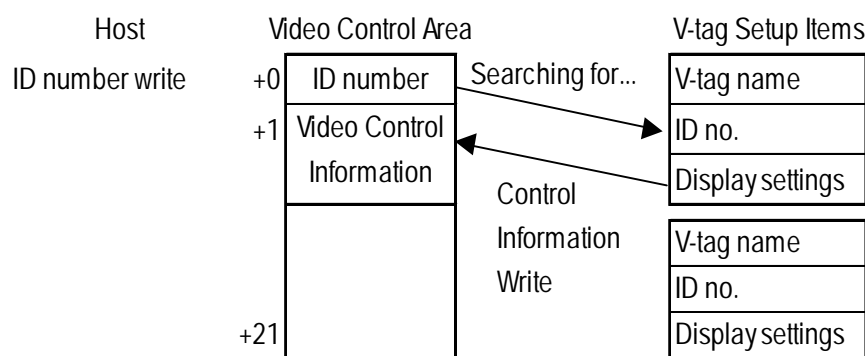 Host Video Control Area V-tag Setup Items
ID number write +0 ID number Searching for... V-tag name
+1 Video Control ID no.
Information Display settings
Control
Information V-tag name
Write ID no.
+21 Display settings